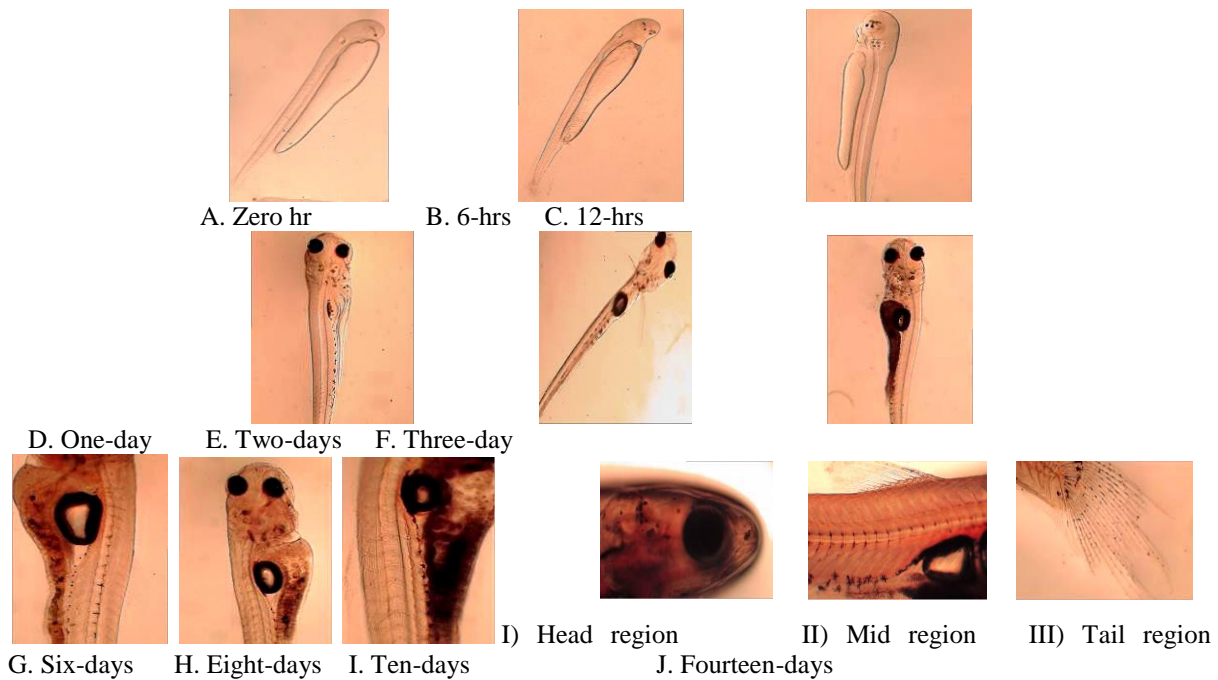 A. Zero hr B. 6-hrs C. 12-hrs
D. One-day E. Two-days F. Three-day
I) Head region II) Mid region III) Tail region
G. Six-days H. Eight-days I. Ten-days J. Fourteen-days